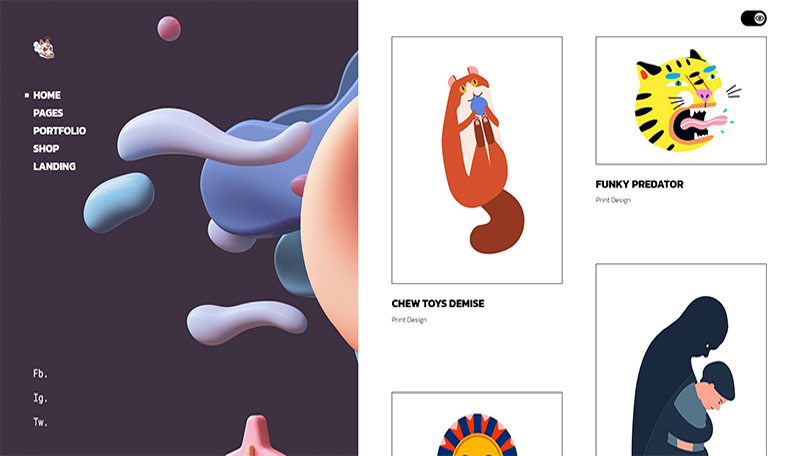 HOME
PAGES
PORTFOLIO
SHOP
LANDING
Fb.
Ig.
Tw.
CHEW TOYS DEMISE
Print Design
FUNKY PREDATOR
Print Design